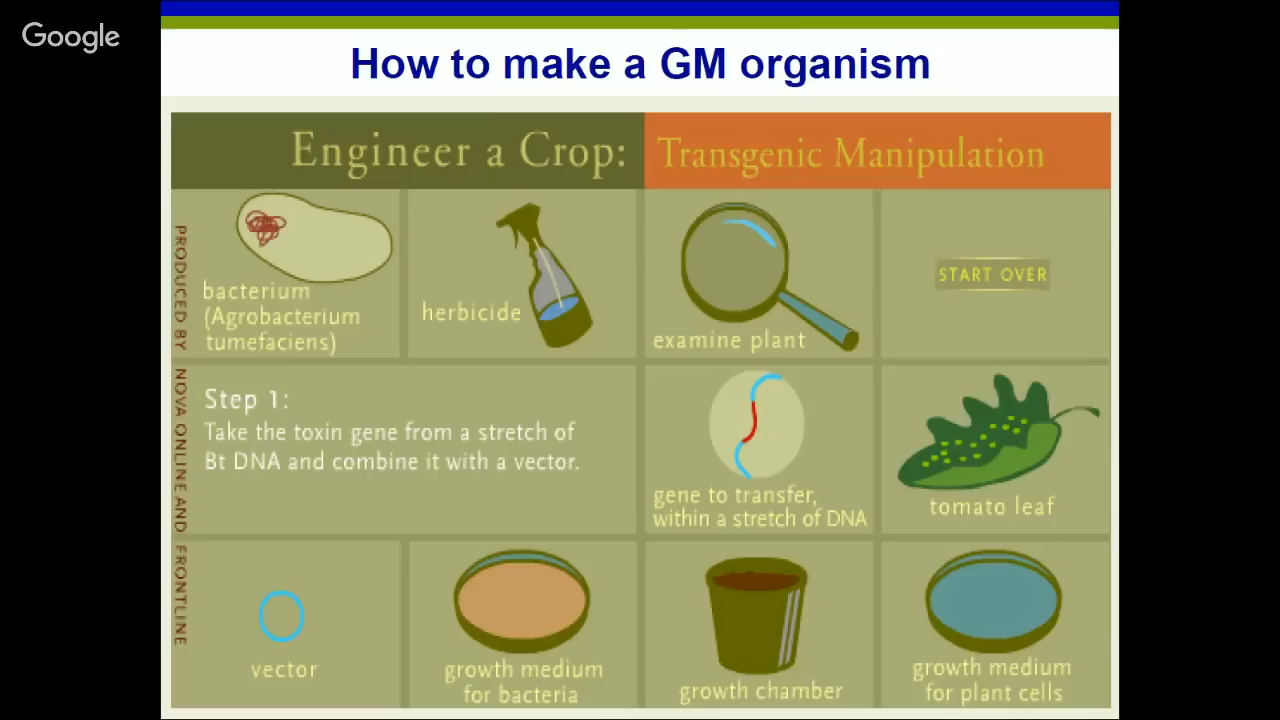 Google
How to make a GM organism
Engineer a Crop:
Transgenic Manipulation
PRODUCED BY NOVA ONLINE AND FRONTLINE
bacterium
(Agrobacterium
tumefaciens)
herbicide
examine plant
START OVER
Step 1:
Take the toxin gene from a stretch of
Bt DNA and combine it with a vector.
gene to transfer,
within a stretch of DNA
tomato leaf
vector
growth medium
for bacteria
growth chamber
growth medium
for plant cells